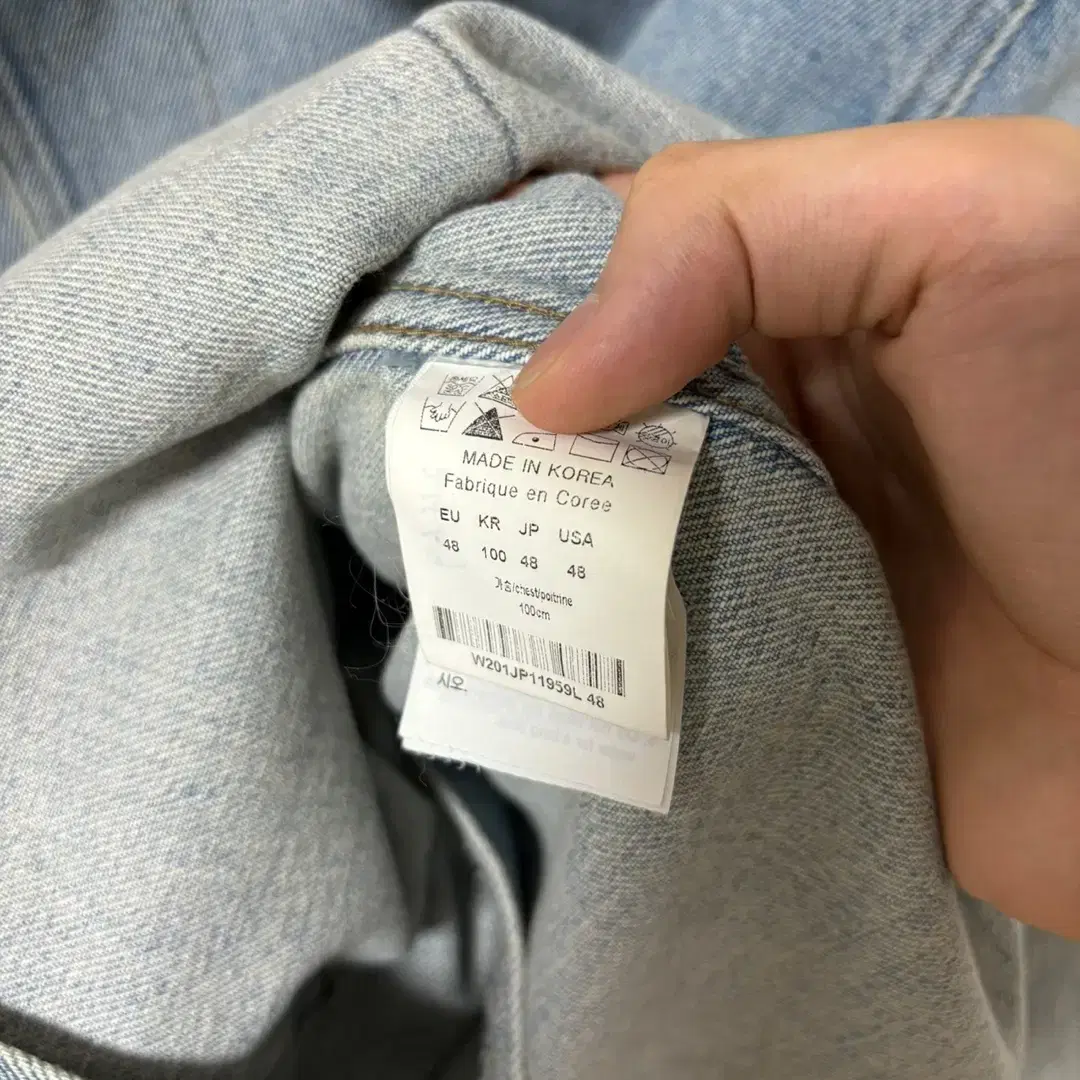 MADE IN KOREA
Fabrique en Coree
EU KR JP USA
48 100 48 48
가슴/chest/poitrine
100cm
W201JP11959L 48
시오.